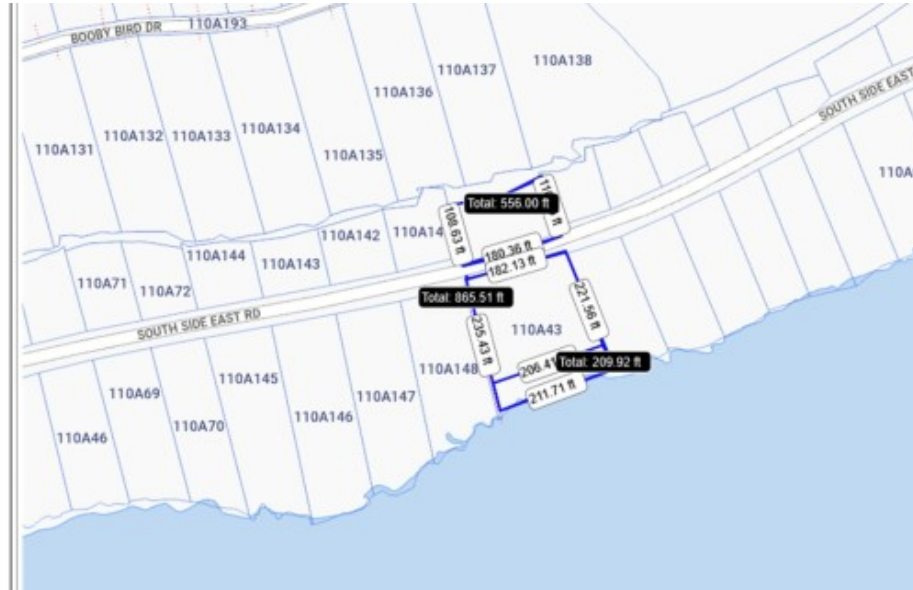 110A193
BOOBY BIRD DR
110A138
110A137
110A136
110A134
110A132
110A133
110A131
110A135
SOUTH SIDE EAST
110A
Total: 556.00 ft
108.63 ft
110A142
110A144
110A143
180.36 ft
182.13 ft
110A71
110A72
Total: 865.51 ft
221.56 ft
SOUTH SIDE EAST RD
235.43 ft
110A43
Total: 209.92 ft
206.41
110A148
110A145
211.71 ft
110A69
110A147
110A146
110A70
110A46